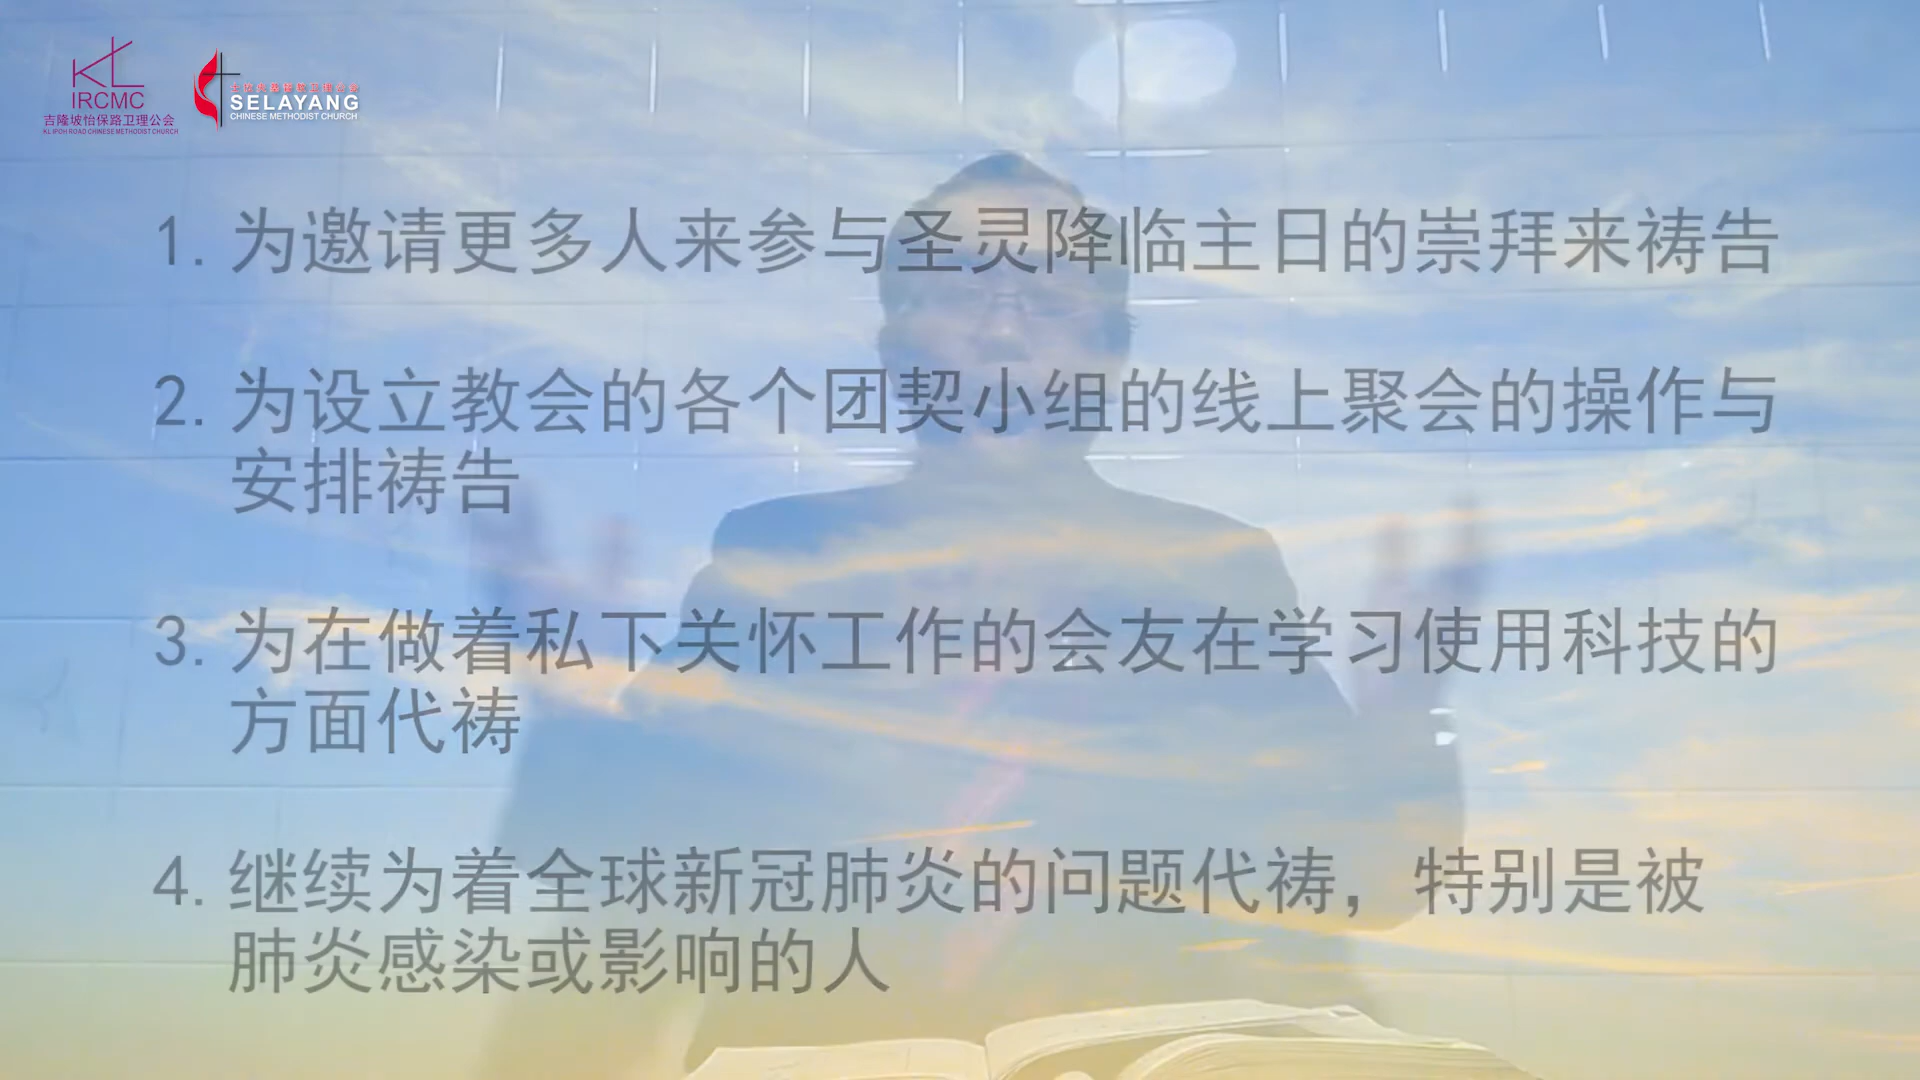 KL
IRCMC
吉隆坡怡保路卫理公会
KL IPOH ROAD CHINESE METHODIST CHURCH
SELAYANG
CHINESE METHODIST CHURCH
1. 为邀请更多人来参与圣灵降临主日的崇拜来祷告
2. 为设立教会的各个团契小组的线上聚会的操作与
安排祷告
3. 为在做着私下关怀工作的会友在学习使用科技的
方面代祷
4. 继续为着全球新冠肺炎的问题代祷，特别是被
肺炎感染或影响的人